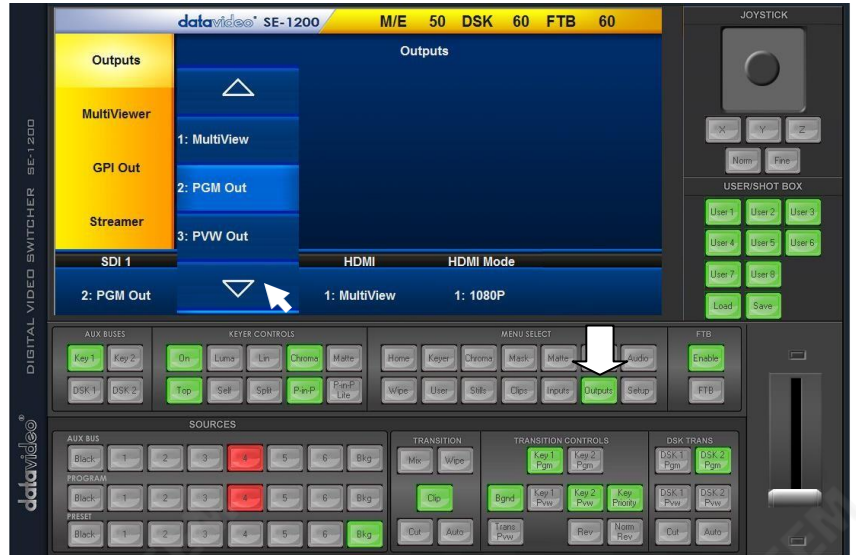 datavideo SE-1200 M/E 50 DSK 60 FTB 60
Outputs
Outputs
MultiViewer
GPI Out
Streamer
1: MultiView
2: PGM Out
3: PVW Out
SDI 1 HDMI HDMI Mode
2: PGM Out 1: MultiView 1: 1080P
JOYSTICK
X Y Z
Norm Fine
USER/SHOT BOX
User 1 User 2 User 3
User 4 User 5 User 6
User 7 User 8
Load Save
DIGITAL VIDEO SWITCHER SE-1200
datavideo
AUX BUSES KEYER CONTROLS MENU SELECT FTB
Key 1 Key 2 On Luma Lin Chroma Matte Home Keyer Chroma Mask Matte Audio Enable
DSK 1 DSK 2 Top Self Split P-in-P P-in-P Lite Wipe User Stills Clips Inputs Outputs Setup FTB
SOURCES
AUX BUS
Black 1 2 3 4 5 6 Bkg
PROGRAM
Black 1 2 3 4 5 6 Bkg
PRESET
Black 1 2 3 4 5 6 Bkg
TRANSITION
Mix Wipe
Clip
Cut Auto
TRANSITION CONTROLS
Key 1 Pgm Key 2 Pgm
Bgnd Key 1 Pvw Key 2 Pvw Key Priority
Trans Pvw Rev Norm Rev
DSK TRANS
DSK 1 Pgm DSK 2 Pgm
DSK 1 Pvw DSK 2 Pvw
Cut Auto